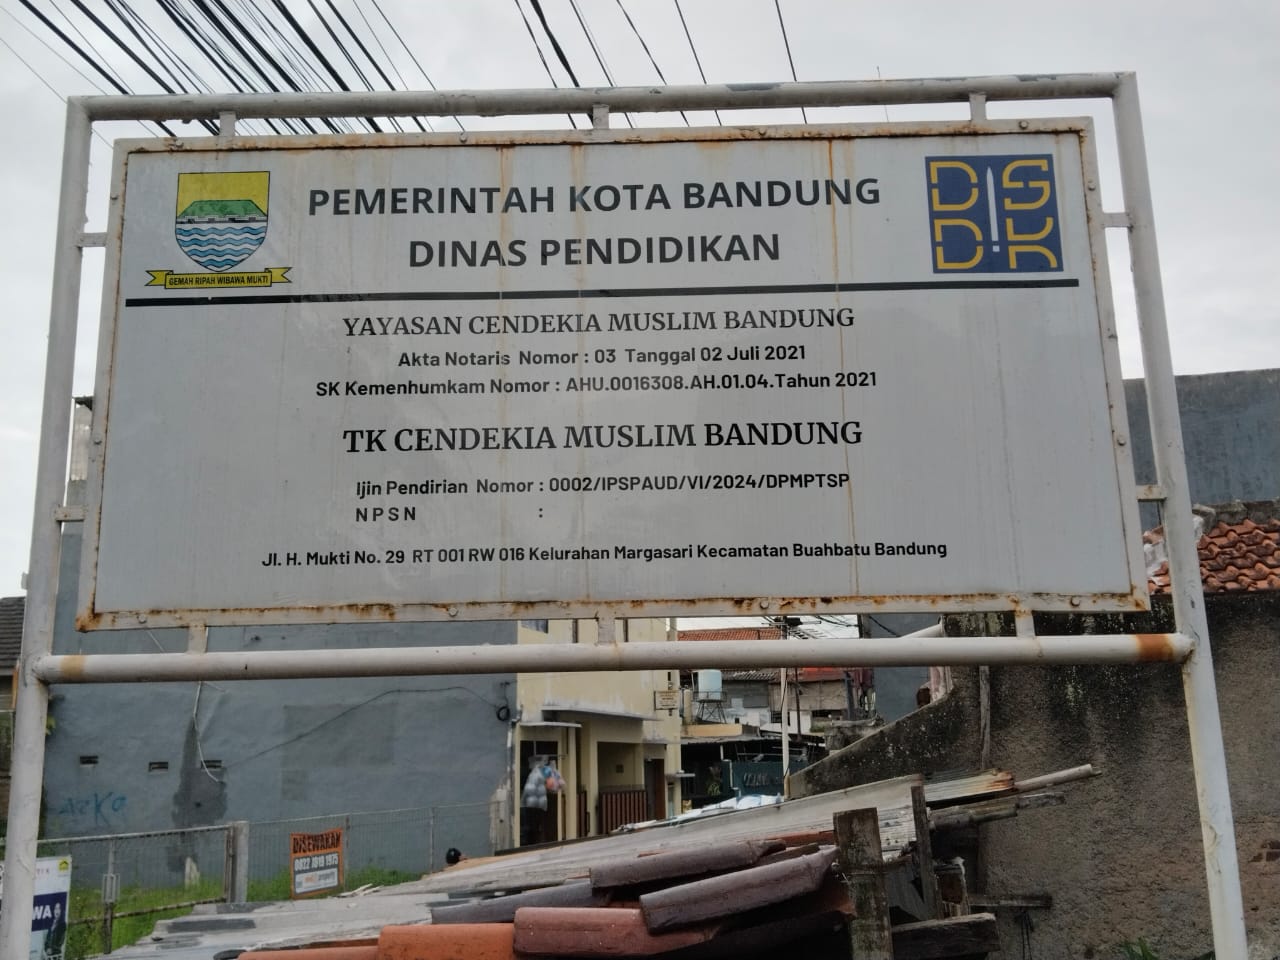 PEMERINTAH KOTA BANDUNG
DINAS PENDIDIKAN
GEMAH RIPAH WIBAWA MUKTI
DISDIK
YAYASAN CENDEKIA MUSLIM BANDUNG
Akta Notaris Nomor : 03 Tanggal 02 Juli 2021
SK Kemenhumkam Nomor : AHU.0016308.AH.01.04.Tahun 2021
TK CENDEKIA MUSLIM BANDUNG
Ijin Pendirian Nomor : 0002/IPSPAUD/VI/2024/DPMPTSP
N P S N :
Jl. H. Mukti No. 29 RT 001 RW 016 Kelurahan Margasari Kecamatan Buahbatu Bandung
DISEWAKAN